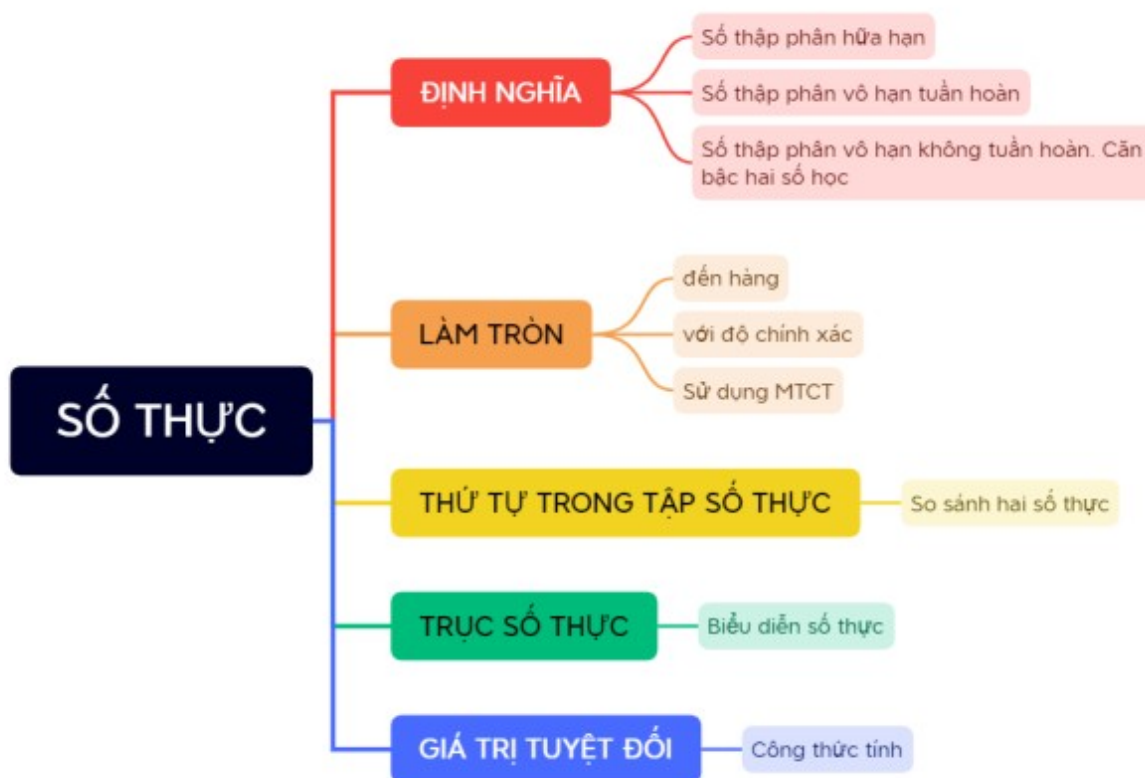 SỐ THỰC
ĐỊNH NGHĨA
Số thập phân hữa hạn
Số thập phân vô hạn tuần hoàn
Số thập phân vô hạn không tuần hoàn. Căn
bậc hai số học
LÀM TRÒN
đến hàng
với độ chính xác
Sử dụng MTCT
THỨ TỰ TRONG TẬP SỐ THỰC
So sánh hai số thực
TRỤC SỐ THỰC
Biểu diễn số thực
GIÁ TRỊ TUYỆT ĐỐI
Công thức tính